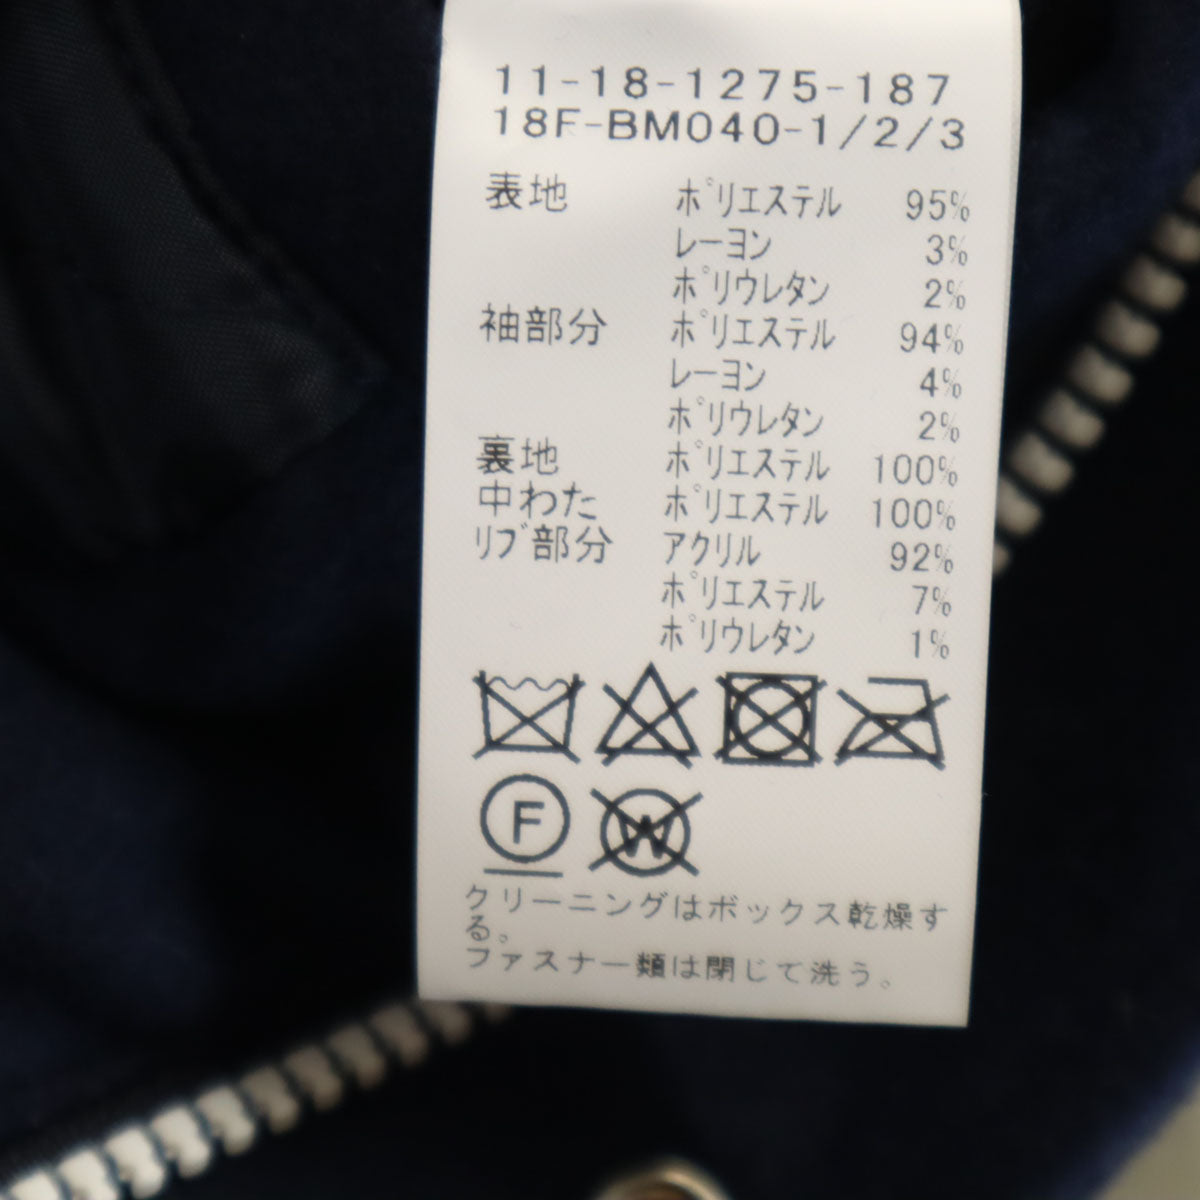 11-18-1275-187
18F-BM040-1/2/3
表地 ポリエステル 95%
レーヨン 3%
ポリウレタン 2%
袖部分 ポリエステル 94%
レーヨン 4%
ポリウレタン 2%
裏地 ポリエステル 100%
中わた ポリエステル 100%
リブ部分 アクリル 92%
ポリエステル 7%
ポリウレタン 1%
F W
クリーニングはボックス乾燥す
る。
ファスナー類は閉じて洗う。